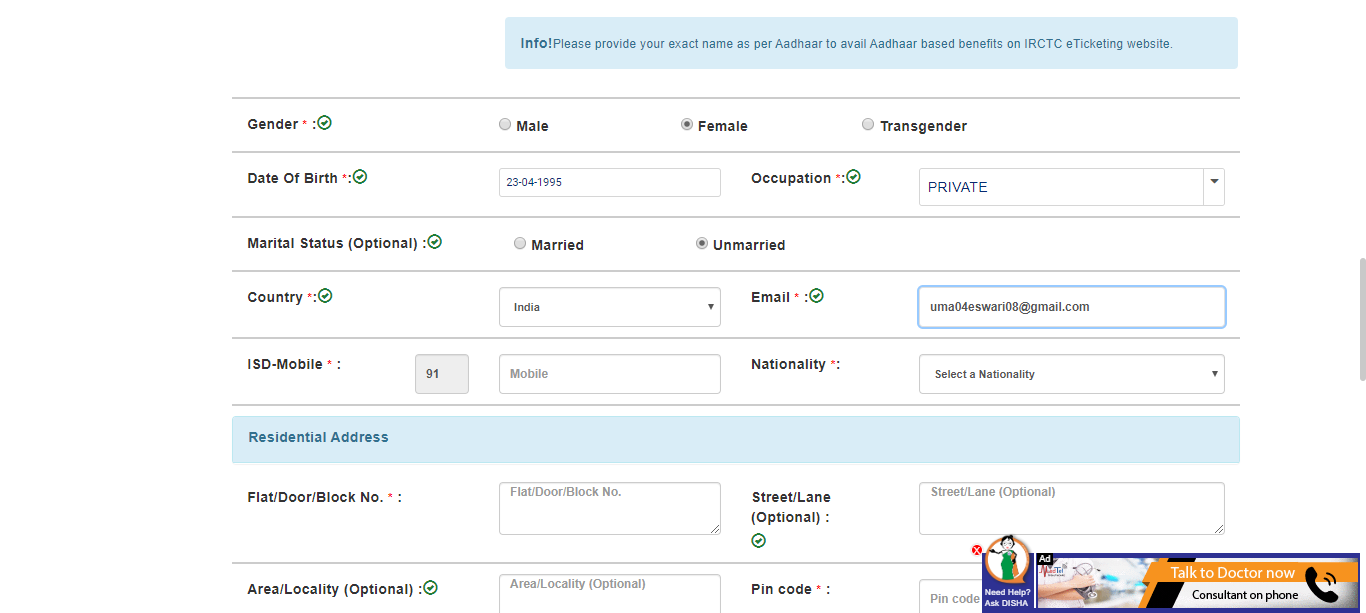 Info!Please provide your exact name as per Aadhaar to avail Aadhaar based benefits on IRCTC eTicketing website.
Gender * : Male Female Transgender
Date Of Birth *: 23-04-1995 Occupation *: PRIVATE
Marital Status (Optional) : Married Unmarried
Country *: India Email * : uma04eswari08@gmail.com
ISD-Mobile * : 91 Mobile Nationality *: Select a Nationality
Residential Address
Flat/Door/Block No. * : Flat/Door/Block No. Street/Lane (Optional)
Street/Lane
(Optional) :
Area/Locality (Optional) : Area/Locality (Optional) Pin code * : Pin code
Need Help?
Ask DISHA
Ad
Talk to Doctor now
Consultant on phone